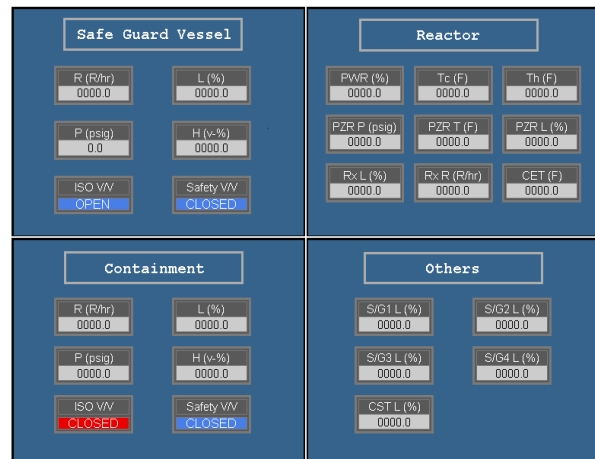 Safe Guard Vessel
R (R/hr) L (%)
0000.0 0000.0
P (psig) H (v-%)
0.0 0000.0
ISO V/V Safety V/V
OPEN CLOSED
Reactor
PWR (%) Tc (F) Th (F)
0000.0 0000.0 0000.0
PZR P (psig) PZR T (F) PZR L (%)
0000.0 0000.0 0000.0
Rx L (%) Rx R (R/hr) CET (F)
0000.0 0000.0 0000.0
Containment
R (R/hr) L (%)
0000.0 0000.0
P (psig) H (v-%)
0000.0 0000.0
ISO V/V Safety V/V
CLOSED CLOSED
Others
S/G1 L (%) S/G2 L (%)
0000.0 0000.0
S/G3 L (%) S/G4 L (%)
0000.0 0000.0
CST L (%)
0000.0